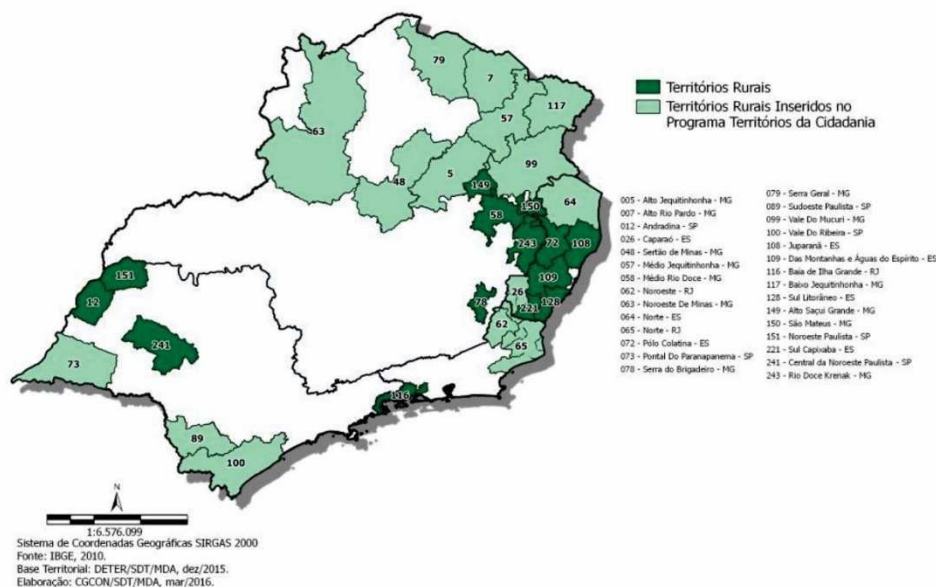 79
7
117
57
63
99
48
5
149
64
150
58
243
72
108
151
109
12
26
78
128
221
62
241
65
73
116
89
100
Territórios Rurais
Territórios Rurais Inseridos no
Programa Territórios da Cidadania
005 - Alto Jequitinhonha - MG
007 - Alto Rio Pardo - MG
012 - Andradina - SP
026 - Caparaó - ES
048 - Sertão de Minas - MG
057 - Médio Jequitinhonha - MG
058 - Médio Rio Doce - MG
062 - Noroeste - RJ
063 - Noroeste De Minas - MG
064 - Norte - ES
065 - Norte - RJ
072 - Pólo Colatina - ES
073 - Pontal Do Paranapanema - SP
078 - Serra do Brigadeiro - MG
079 - Serra Geral - MG
089 - Sudoeste Paulista - SP
099 - Vale Do Mucuri - MG
100 - Vale Do Ribeira - SP
108 - Juparanã - ES
109 - Das Montanhas e Águas do Espírito - ES
116 - Baía de Ilha Grande - RJ
117 - Baixo Jequitinhonha - MG
128 - Sul Litorâneo - ES
149 - Alto Saçuí Grande - MG
150 - São Mateus - MG
151 - Noroeste Paulista - SP
221 - Sul Capixaba - ES
241 - Central da Noroeste Paulista - SP
243 - Rio Doce Krenak - MG
N
1:6.576.099
Sistema de Coordenadas Geográficas SIRGAS 2000
Fonte: IBGE, 2010.
Base Territorial: DETER/SDT/MDA, dez/2015.
Elaboração: CGCON/SDT/MDA, mar/2016.